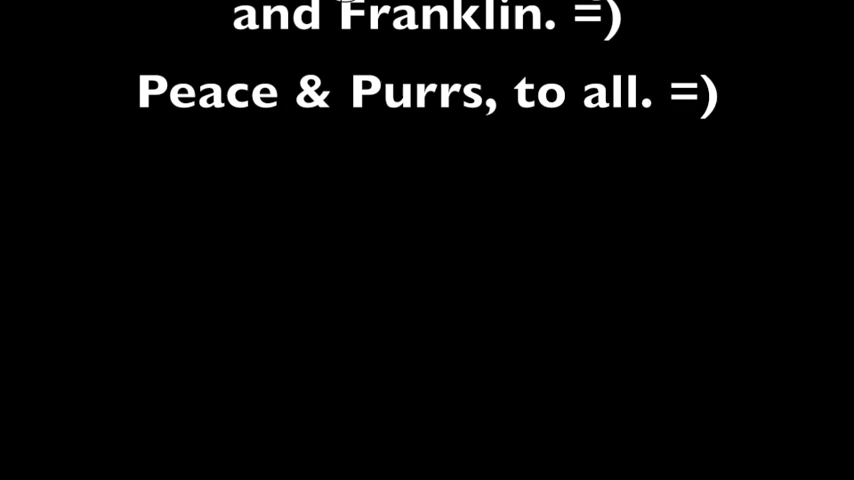 and Franklin. =)
Peace & Purrs, to all. =)